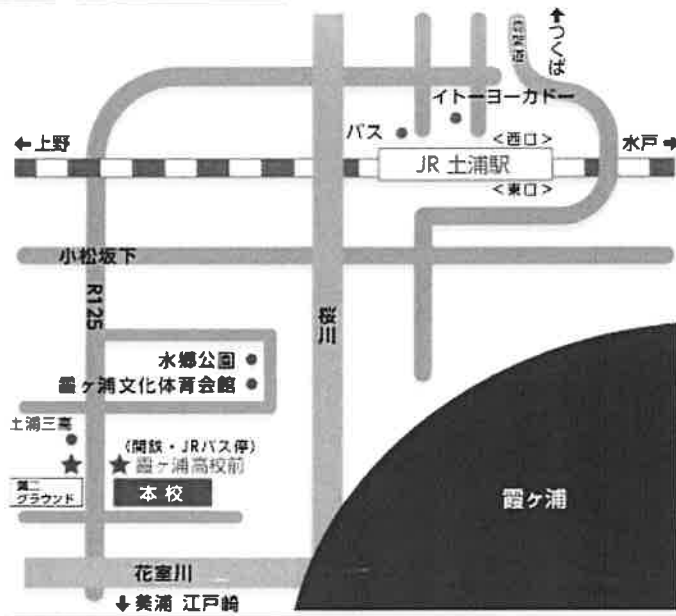 ↑つくば
イトーヨーカドー
バス
<西口>
←上野
水戸→
JR 土浦駅
<東口>
小松坂下
R125
桜川
水郷公園
霞ヶ浦文化体育会館
土浦三高
(関鉄・JRバス停)
★ ★ 霞ヶ浦高校前
第二
グラウンド
本校
霞ヶ浦
花室川
↓美浦 江戸崎